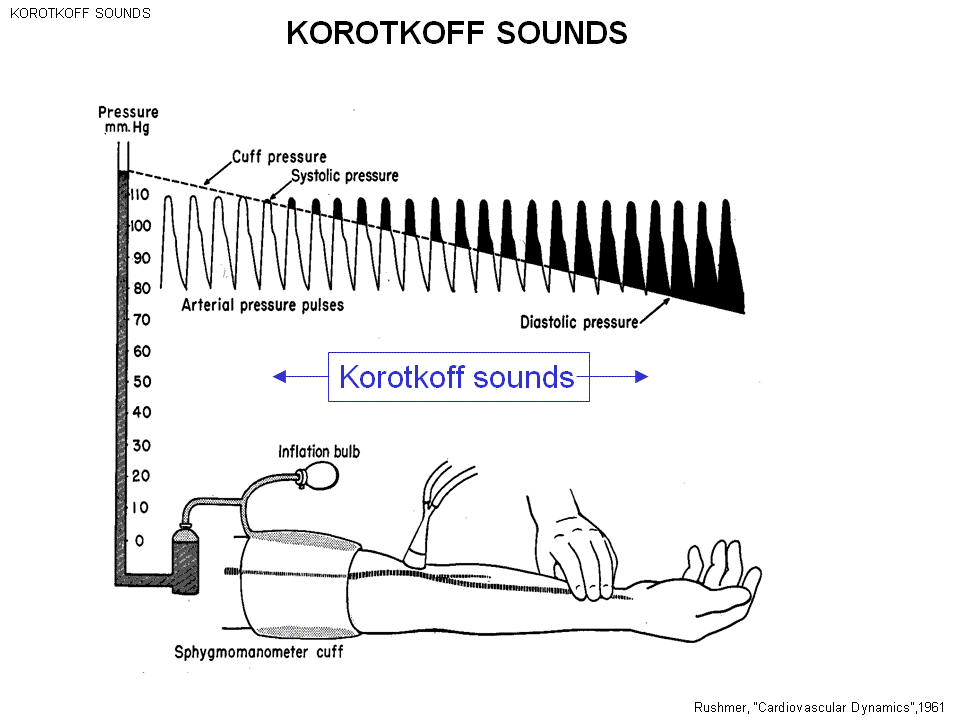 KOROTKOFF SOUNDS
KOROTKOFF SOUNDS
Pressure
mm. Hg
Cuff pressure
Systolic pressure
110
100
90
80
Arterial pressure pulses
70
Diastolic pressure
60
50
Korotkoff sounds
40
30
Inflation bulb
20
10
0
Sphygmomanometer cuff
Rushmer, "Cardiovascular Dynamics",1961